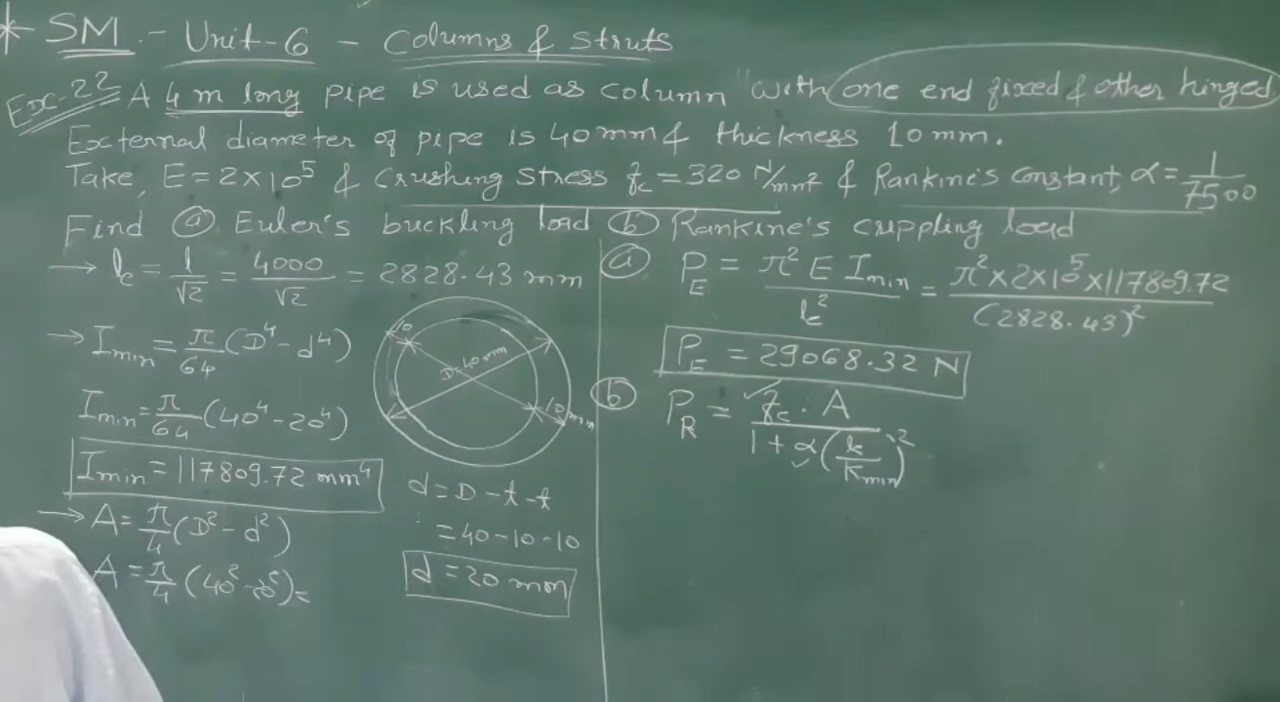 * SM. - Unit-6 - Columns & Struts
Ex-22 A 4 m long pipe is used as column with one end fixed & other hinged
External diameter of pipe is 40mm & thickness 10 mm.
Take, E = 2×10⁵ & Crushing Stress fc = 320 N/mm² & Rankine's Constant, α = 1/7500
Find ⓐ Euler's buckling load ⓑ Rankine's crippling load
→ le = l/√2 = 4000/√2 = 2828.43 mm
→ Imin = π/64 (D⁴ - d⁴)
Imin = π/64 (40⁴ - 20⁴)
Imin = 117809.72 mm⁴
→ A = π/4 (D² - d²)
A = π/4 (40² - 20²) =
10
D=40mm
10mm
d = D - t - t
= 40 - 10 - 10
d = 20 mm
ⓐ PE = π² E Imin / le² = π² × 2 × 10⁵ × 117809.72 / (2828.43)²
PE = 29068.32 N
ⓑ PR = fc . A / 1 + α (le / Kmin)²